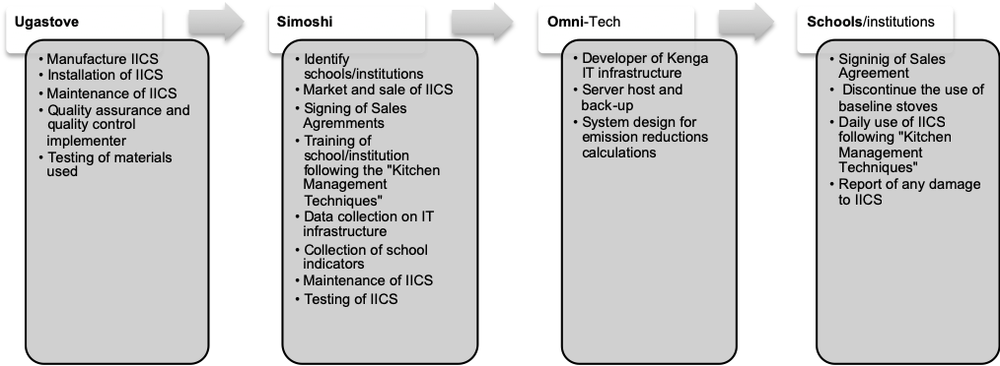 Ugastove
• Manufacture IICS
• Installation of IICS
• Maintenance of IICS
• Quality assurance and
quality control
implementer
• Testing of materials
used
Simoshi
• Identify
schools/institutions
• Market and sale of IICS
• Signing of Sales
Agremments
• Training of
school/institution
following the "Kitchen
Management
Techniques"
• Data collection on IT
infrastructure
• Collection of school
indicators
• Maintenance of IICS
• Testing of IICS
Omni-Tech
• Developer of Kenga
IT infrastructure
• Server host and
back-up
• System design for
emission reductions
calculations
Schools/institutions
• Signinig of Sales
Agreement
• Discontinue the use of
baseline stoves
• Daily use of IICS
following "Kitchen
Management
Techniques"
• Report of any damage
to IICS